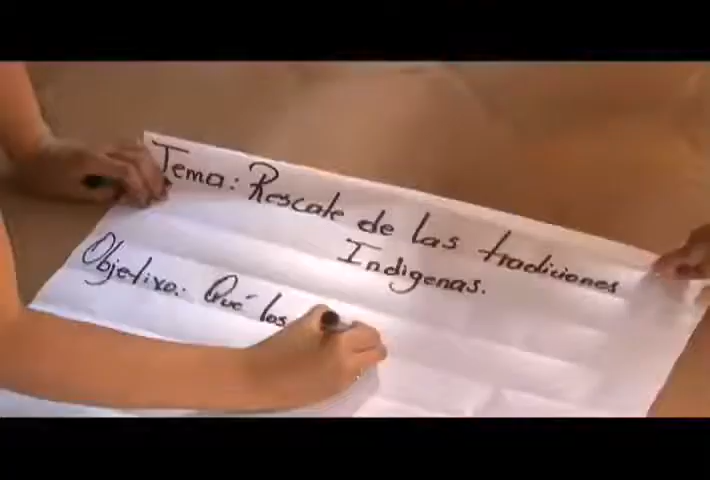 Tema: Rescate de las tradiciones
Indigenas.
Objetivo: Qué los